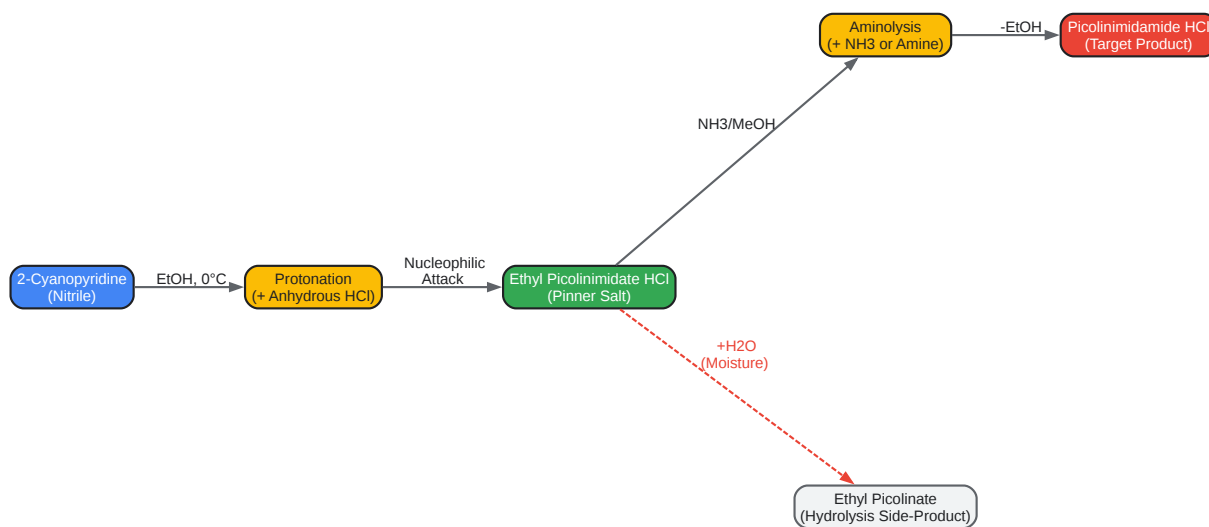 Aminolysis
(+ NH3 or Amine)
-EtOH
Picolinimidamide HCl
(Target Product)
NH3/MeOH
2-Cyanopyridine
(Nitrile)
EtOH, 0°C
Protonation
(+ Anhydrous HCl)
Nucleophilic
Attack
Ethyl Picolinimidate HCl
(Pinner Salt)
+H2O
(Moisture)
Ethyl Picolinate
(Hydrolysis Side-Product)